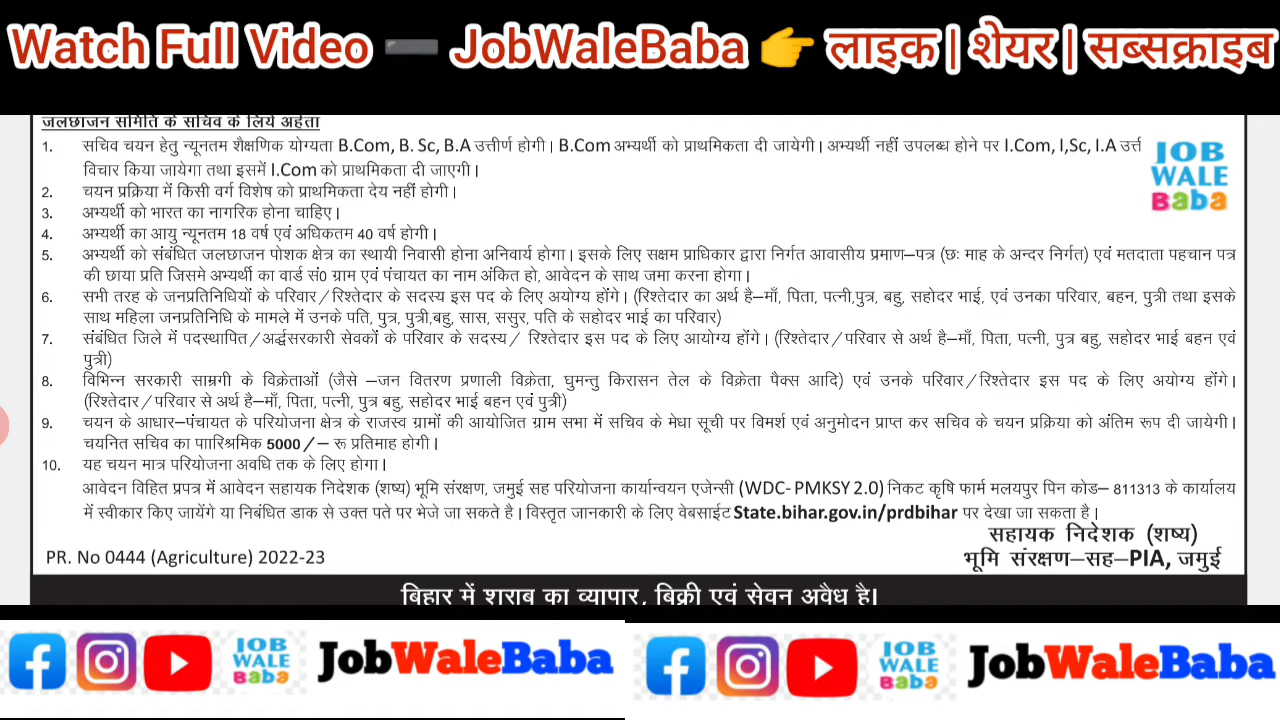 Watch Full Video ➖ JobWaleBaba 👉 लाइक | शेयर | सब्सक्राइब
जलछाजन समिति के सचिव के लिये अर्हता
1. सचिव चयन हेतु न्यूनतम शैक्षणिक योग्यता B.Com, B. Sc, B.A उत्तीर्ण होगी। B.Com अभ्यर्थी को प्राथमिकता दी जायेगी। अभ्यर्थी नहीं उपलब्ध होने पर I.Com, I,Sc, I.A उर्त्त
विचार किया जायेगा तथा इसमें I.Com को प्राथमिकता दी जाएगी।
2. चयन प्रक्रिया में किसी वर्ग विशेष को प्राथमिकता देय नहीं होगी।
3. अभ्यर्थी को भारत का नागरिक होना चाहिए।
4. अभ्यर्थी का आयु न्यूनतम 18 वर्ष एवं अधिकतम 40 वर्ष होगी।
5. अभ्यर्थी को संबंधित जलछाजन पोशक क्षेत्र का स्थायी निवासी होना अनिवार्य होगा। इसके लिए सक्षम प्राधिकार द्वारा निर्गत आवासीय प्रमाण–पत्र (छः माह के अन्दर निर्गत) एवं मतदाता पहचान पत्र
की छाया प्रति जिसमे अभ्यर्थी का वार्ड सं0 ग्राम एवं पंचायत का नाम अंकित हो, आवेदन के साथ जमा करना होगा।
6. सभी तरह के जनप्रतिनिधियों के परिवार/रिश्तेदार के सदस्य इस पद के लिए अयोग्य होंगे। (रिश्तेदार का अर्थ है–माँ, पिता, पत्नी,पुत्र, बहु, सहोदर भाई, एवं उनका परिवार, बहन, पुत्री तथा इसके
साथ महिला जनप्रतिनिधि के मामले में उनके पति, पुत्र, पुत्री,बहु, सास, ससुर, पति के सहोदर भाई का परिवार)
7. संबंधित जिले में पदस्थापित/अर्द्धसरकारी सेवकों के परिवार के सदस्य/ रिश्तेदार इस पद के लिए आयोग्य होंगे। (रिश्तेदार/परिवार से अर्थ है–माँ, पिता, पत्नी, पुत्र बहु, सहोदर भाई बहन एवं
पुत्री)
8. विभिन्न सरकारी साम्रगी के विक्रेताओं (जैसे –जन वितरण प्रणाली विक्रेता, घुमन्तु किरासन तेल के विक्रेता पैक्स आदि) एवं उनके परिवार/रिश्तेदार इस पद के लिए अयोग्य होंगे।
(रिश्तेदार/परिवार से अर्थ है–माँ, पिता, पत्नी, पुत्र बहु, सहोदर भाई बहन एवं पुत्री)
9. चयन के आधार–पंचायत के परियोजना क्षेत्र के राजस्व ग्रामों की आयोजित ग्राम सभा में सचिव के मेधा सूची पर विमर्श एवं अनुमोदन प्राप्त कर सचिव के चयन प्रक्रिया को अंतिम रूप दी जायेगी।
चयनित सचिव का पाारिश्रमिक 5000/– रू प्रतिमाह होगी।
10. यह चयन मात्र परियोजना अवधि तक के लिए होगा।
आवेदन विहित प्रपत्र में आवेदन सहायक निदेशक (शष्य) भूमि संरक्षण, जमुई सह परियोजना कार्यान्वयन एजेन्सी (WDC- PMKSY 2.0) निकट कृषि फार्म मलयपुर पिन कोड– 811313 के कार्यालय
में स्वीकार किए जायेंगे या निबंधित डाक से उक्त पते पर भेजे जा सकते है। विस्तृत जानकारी के लिए वेबसाईट State.bihar.gov.in/prdbihar पर देखा जा सकता है।
सहायक निदेशक (शष्य)
PR. No 0444 (Agriculture) 2022-23
भूमि संरक्षण–सह–PIA, जमुई
बिहार में शराब का व्यापार, बिक्री एवं सेवन अवैध है।
JOB
WALE
Baba
JOB
WALE
Baba
JobWaleBaba
JOB
WALE
Baba
JobWaleBaba